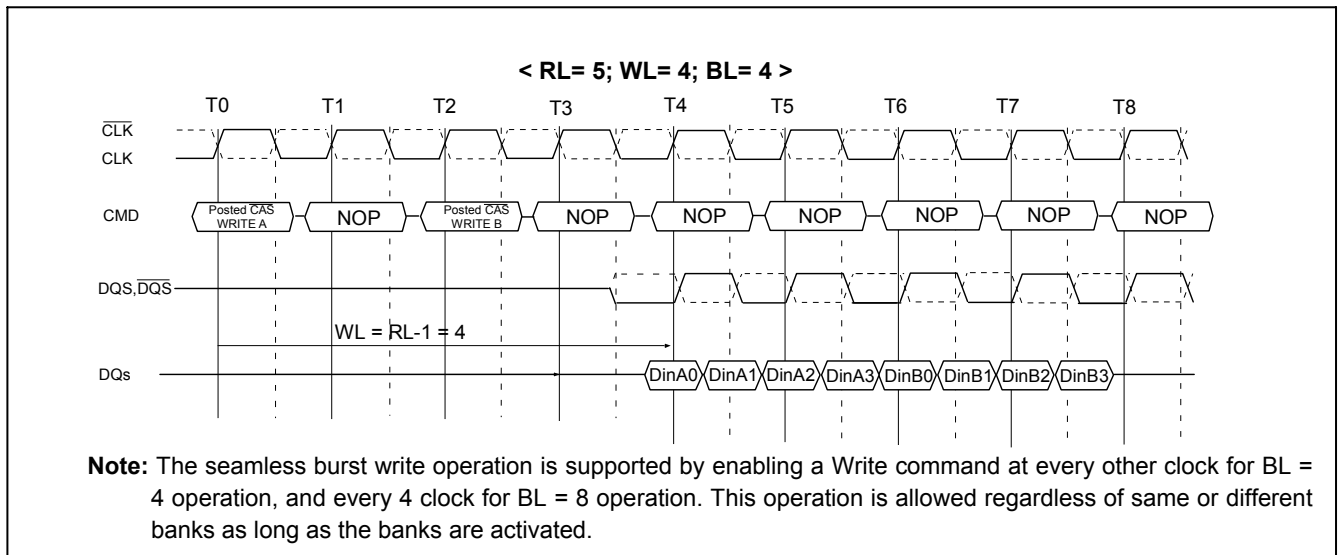 < RL= 5; WL= 4; BL= 4 >
T0 T1 T2 T3 T4 T5 T6 T7 T8
CLK
CLK
CMD Posted CAS WRITE A NOP Posted CAS WRITE B NOP NOP NOP NOP NOP NOP
DQS,DQS
WL = RL-1 = 4
DQs DinA0 DinA1 DinA2 DinA3 DinB0 DinB1 DinB2 DinB3
Note: The seamless burst write operation is supported by enabling a Write command at every other clock for BL =
4 operation, and every 4 clock for BL = 8 operation. This operation is allowed regardless of same or different
banks as long as the banks are activated.